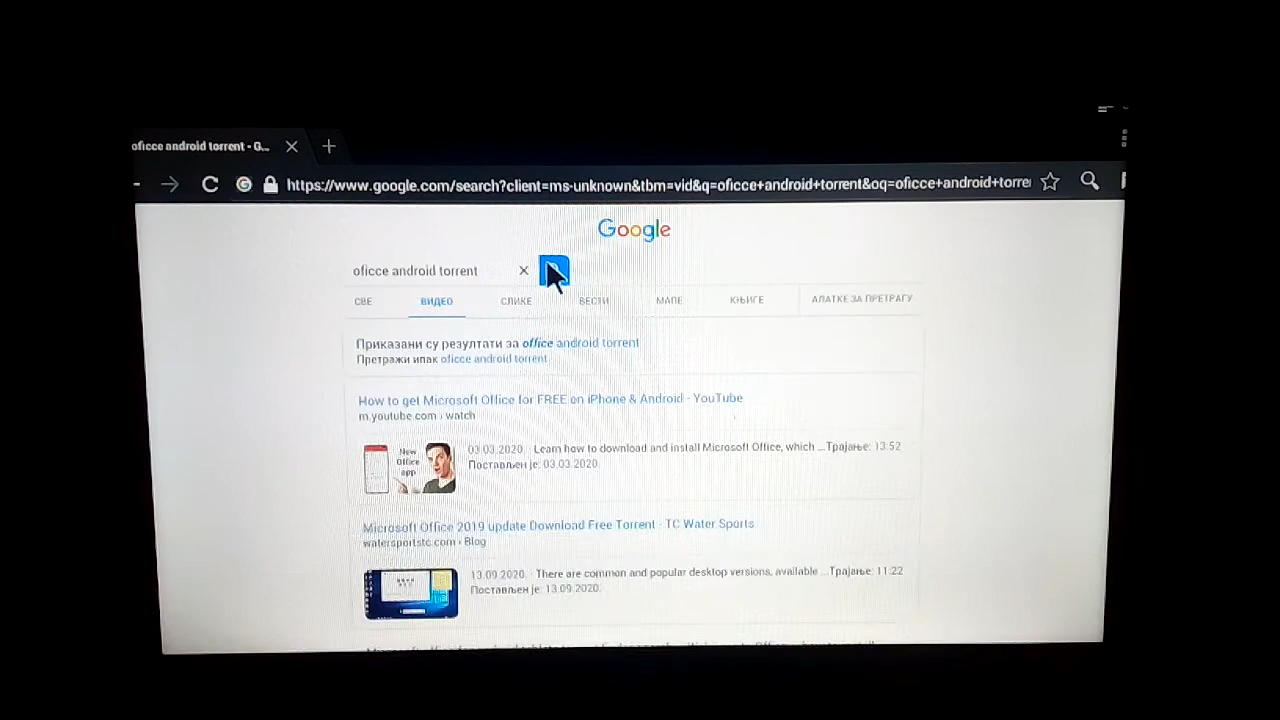 oficce android torrent - G...
https://www.google.com/search?client=ms-unknown&tbm=vid&q=oficce+android+torrent&oq=oficce+android+torre
Google
oficce android torrent
СВЕ ВИДЕО СЛИКЕ ВЕСТИ МАПЕ КЊИГЕ АЛАТКЕ ЗА ПРЕТРАГУ
Приказани су резултати за office android torrent
Претражи ипак oficce android torrent
How to get Microsoft Office for FREE on iPhone & Android - YouTube
m.youtube.com › watch
New
Office
app
03.03.2020. · Learn how to download and install Microsoft Office, which ...Трајање: 13:52
Постављен је: 03.03.2020.
Microsoft Office 2019 update Download Free Torrent - TC Water Sports
watersportstc.com › Blog
13.09.2020. · There are common and popular desktop versions, available ...Трајање: 11:22
Постављен је: 13.09.2020.